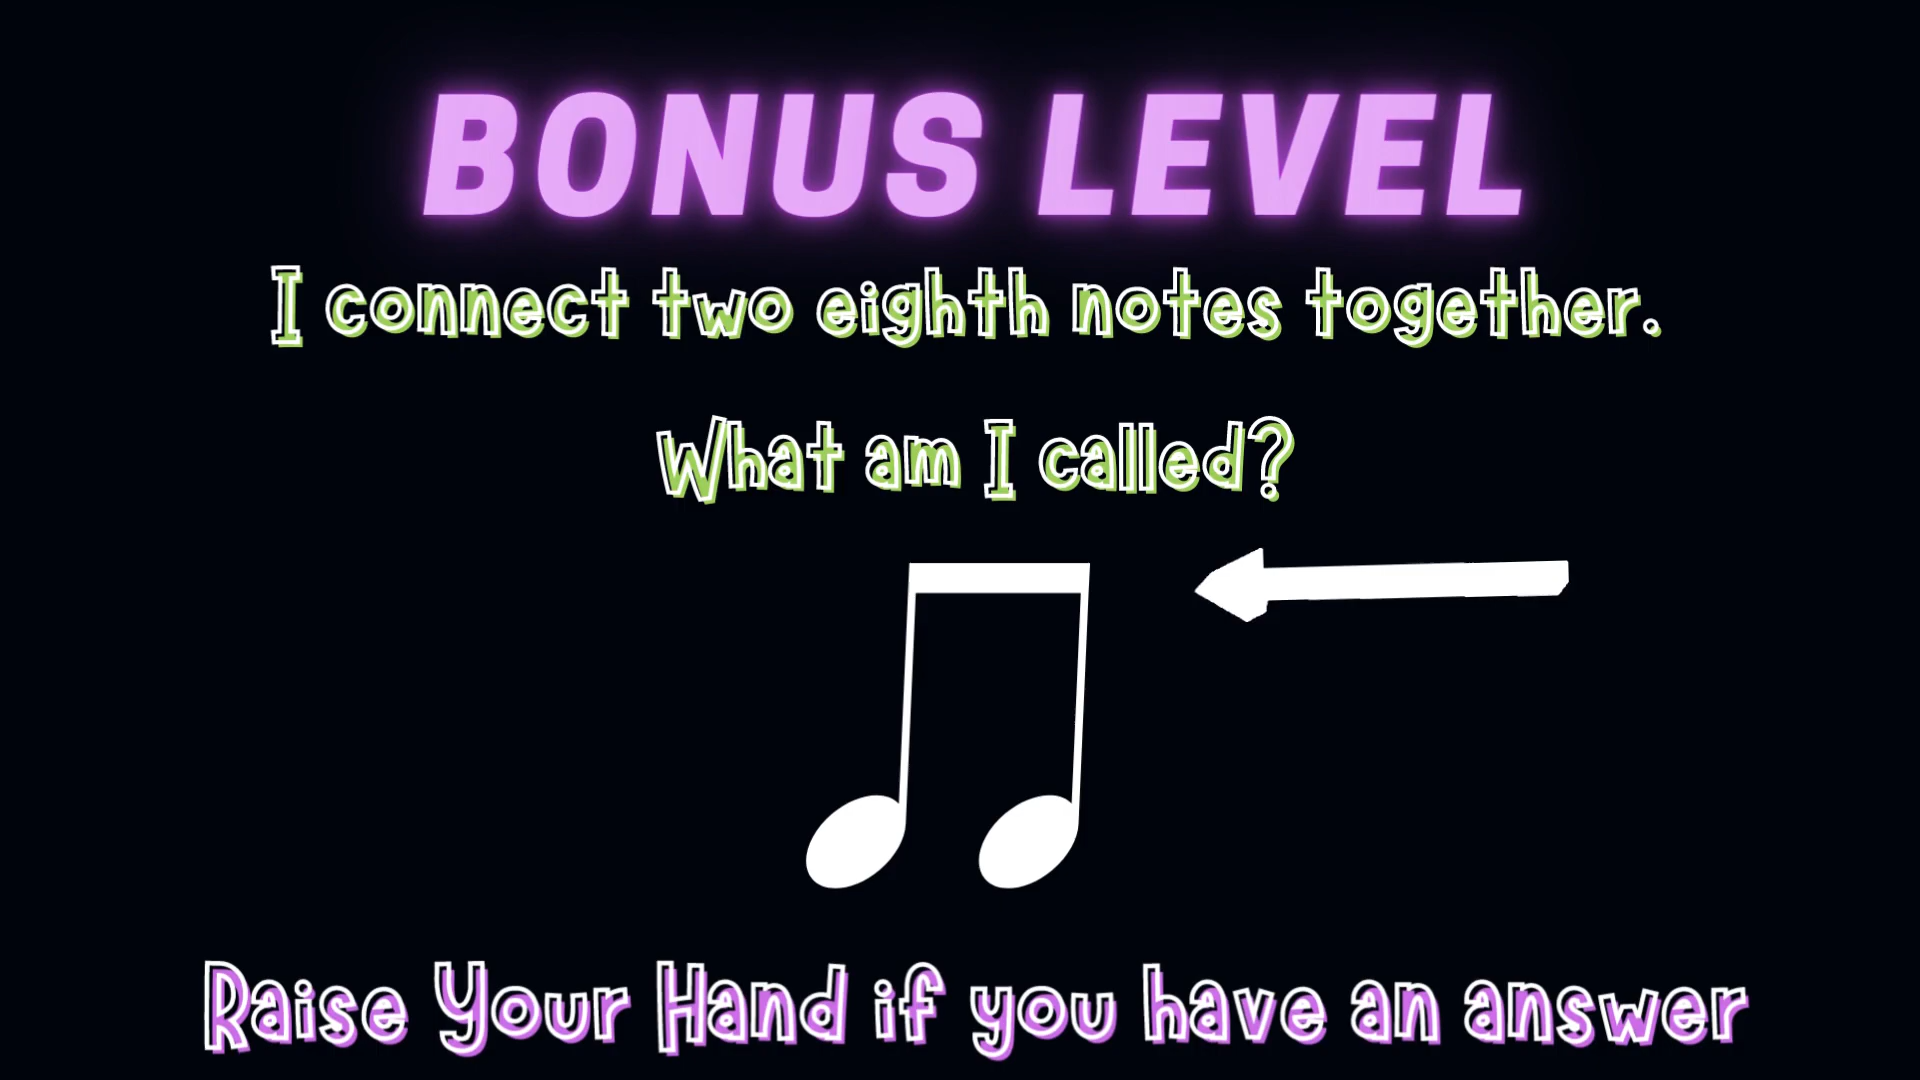 BONUS LEVEL
I connect two eighth notes together.
What am I called?
Raise Your Hand if you have an answer